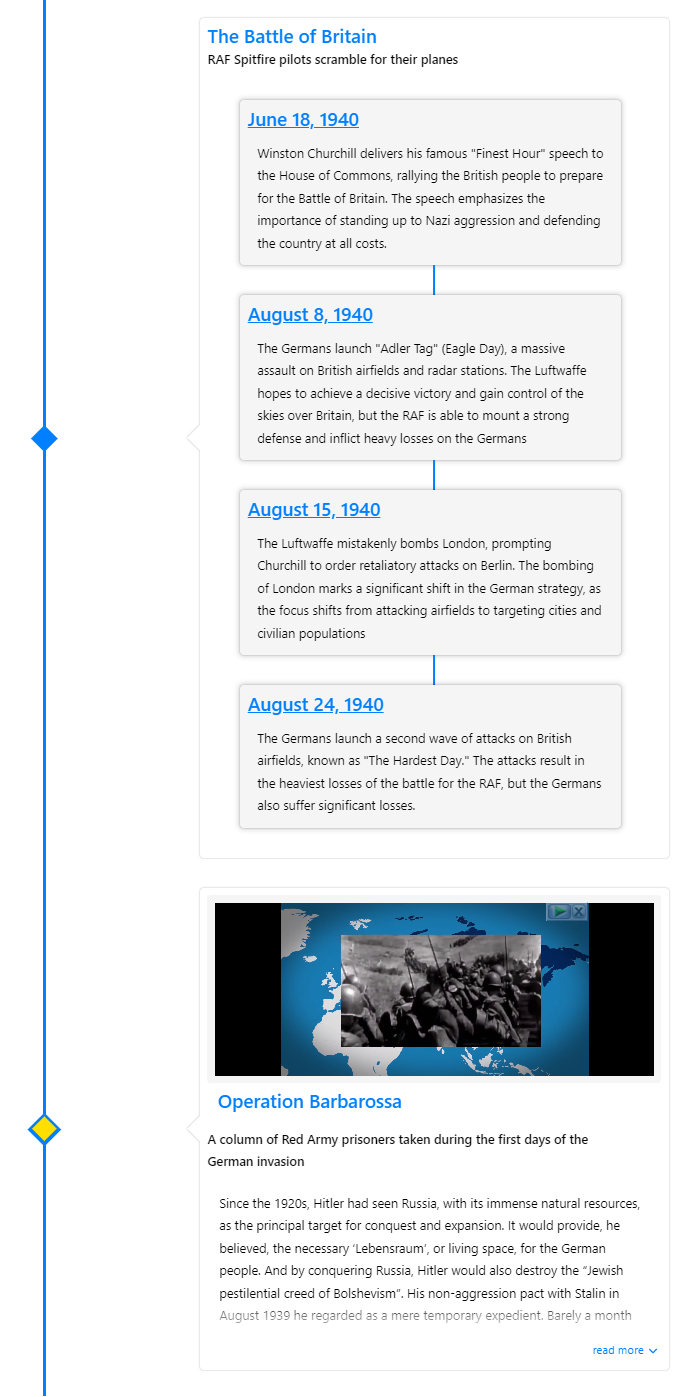 The Battle of Britain
RAF Spitfire pilots scramble for their planes
June 18, 1940
Winston Churchill delivers his famous "Finest Hour" speech to
the House of Commons, rallying the British people to prepare
for the Battle of Britain. The speech emphasizes the
importance of standing up to Nazi aggression and defending
the country at all costs.
August 8, 1940
The Germans launch "Adler Tag" (Eagle Day), a massive
assault on British airfields and radar stations. The Luftwaffe
hopes to achieve a decisive victory and gain control of the
skies over Britain, but the RAF is able to mount a strong
defense and inflict heavy losses on the Germans
August 15, 1940
The Luftwaffe mistakenly bombs London, prompting
Churchill to order retaliatory attacks on Berlin. The bombing
of London marks a significant shift in the German strategy, as
the focus shifts from attacking airfields to targeting cities and
civilian populations
August 24, 1940
The Germans launch a second wave of attacks on British
airfields, known as "The Hardest Day." The attacks result in
the heaviest losses of the battle for the RAF, but the Germans
also suffer significant losses.
Operation Barbarossa
A column of Red Army prisoners taken during the first days of the
German invasion
Since the 1920s, Hitler had seen Russia, with its immense natural resources,
as the principal target for conquest and expansion. It would provide, he
believed, the necessary ‘Lebensraum’, or living space, for the German
people. And by conquering Russia, Hitler would also destroy the “Jewish
pestilential creed of Bolshevism”. His non-aggression pact with Stalin in
August 1939 he regarded as a mere temporary expedient. Barely a month
read more